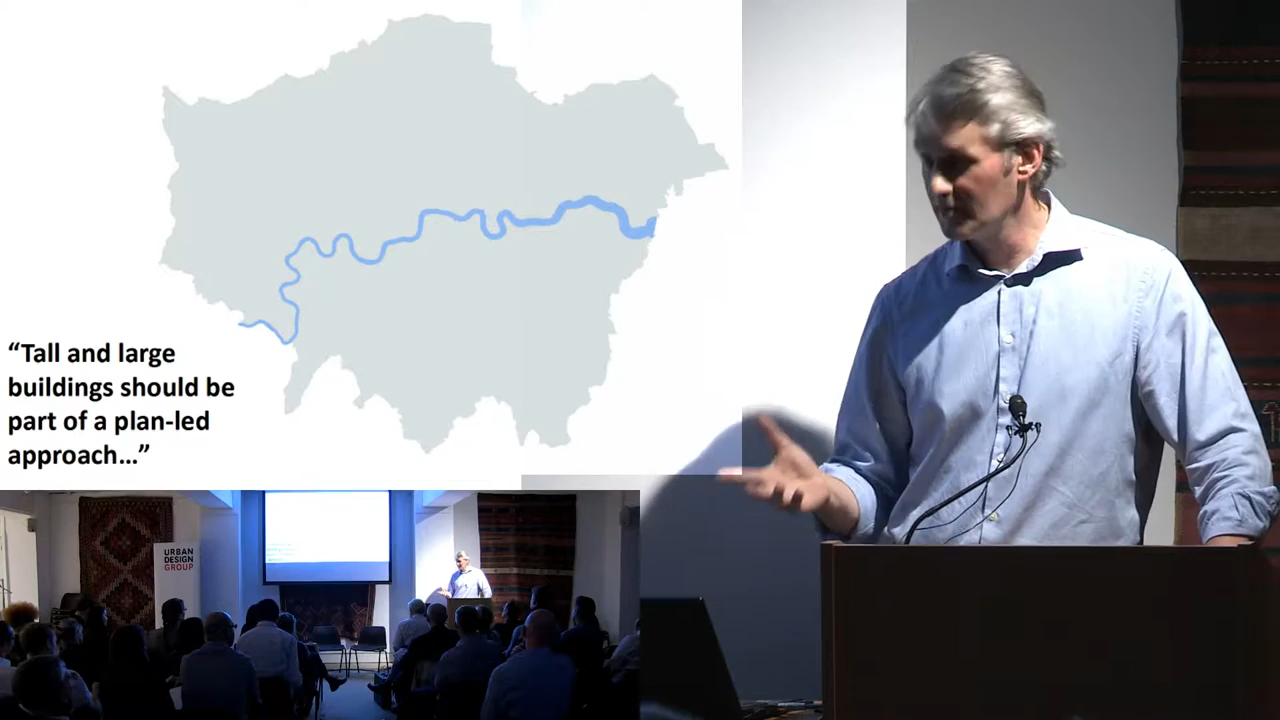 “Tall and large
buildings should be
part of a plan-led
approach…”
URBAN
DESIGN
GROUP